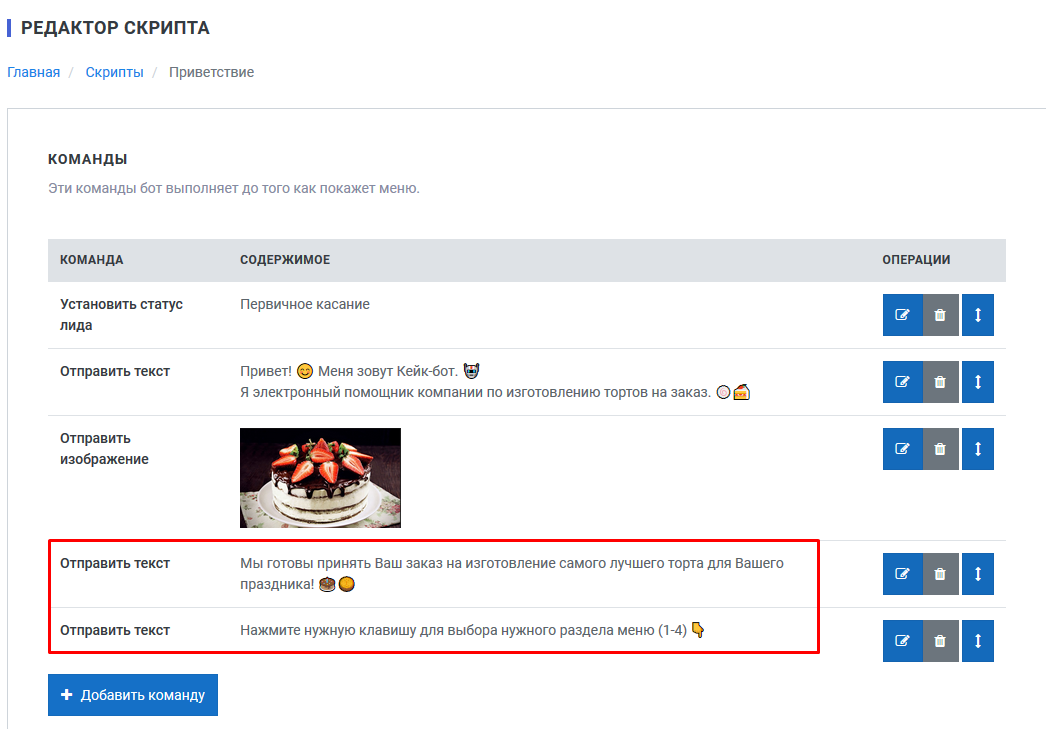 РЕДАКТОР СКРИПТА
Главная / Скрипты / Приветствие
КОМАНДЫ
Эти команды бот выполняет до того как покажет меню.
КОМАНДА СОДЕРЖИМОЕ ОПЕРАЦИИ
Установить статус лида Первичное касание
Отправить текст Привет! 😊 Меня зовут Кейк-бот. 🤖
Я электронный помощник компании по изготовлению тортов на заказ. 🍥🍰
Отправить изображение
Отправить текст Мы готовы принять Ваш заказ на изготовление самого лучшего торта для Вашего
праздника! 🎂🥮
Отправить текст Нажмите нужную клавишу для выбора нужного раздела меню (1-4) 👇
+ Добавить команду